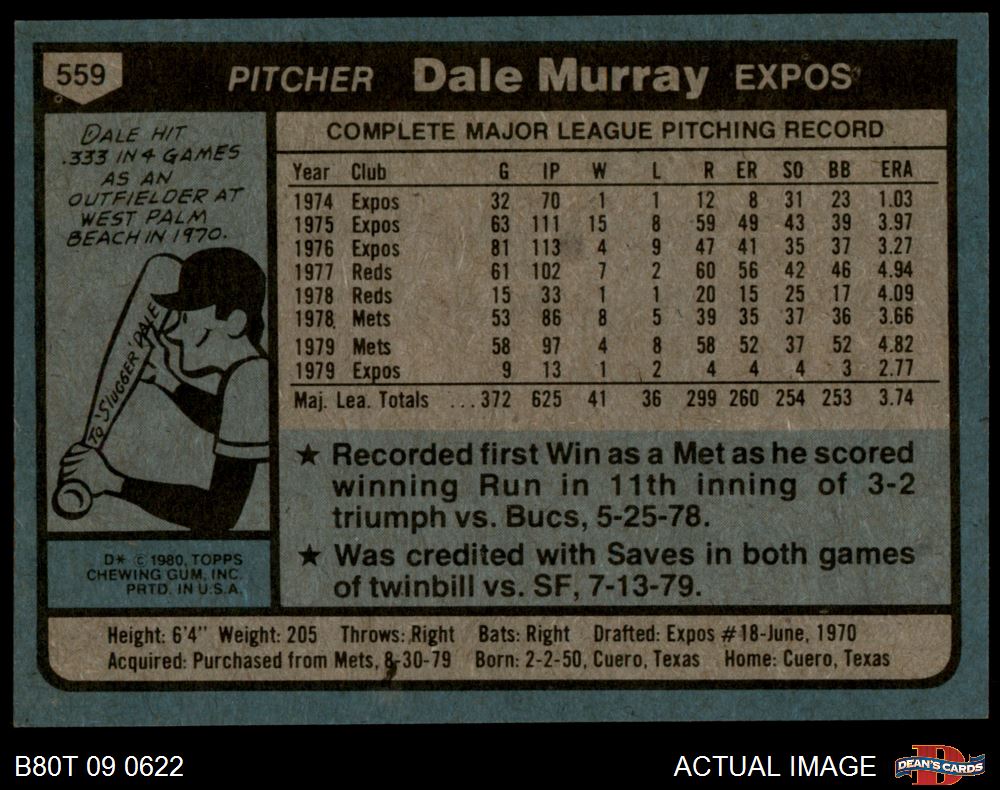 559
PITCHER Dale Murray EXPOS
DALE HIT
.333 IN 4 GAMES
AS AN
OUTFIELDER AT
WEST PALM
BEACH IN 1970.
TO 'SLUGGER' DALE
D* © 1980, TOPPS
CHEWING GUM, INC.
PRTD. IN U.S.A.
COMPLETE MAJOR LEAGUE PITCHING RECORD
Year Club G IP W L R ER SO BB ERA
1974 Expos 32 70 1 1 12 8 31 23 1.03
1975 Expos 63 111 15 8 59 49 43 39 3.97
1976 Expos 81 113 4 9 47 41 35 37 3.27
1977 Reds 61 102 7 2 60 56 42 46 4.94
1978 Reds 15 33 1 1 20 15 25 17 4.09
1978 Mets 53 86 8 5 39 35 37 36 3.66
1979 Mets 58 97 4 8 58 52 37 52 4.82
1979 Expos 9 13 1 2 4 4 4 3 2.77
Maj. Lea. Totals ...372 625 41 36 299 260 254 253 3.74
★ Recorded first Win as a Met as he scored
winning Run in 11th inning of 3-2
triumph vs. Bucs, 5-25-78.
★ Was credited with Saves in both games
of twinbill vs. SF, 7-13-79.
Height: 6'4" Weight: 205 Throws: Right Bats: Right Drafted: Expos #18-June, 1970
Acquired: Purchased from Mets, 8-30-79 Born: 2-2-50, Cuero, Texas Home: Cuero, Texas
B80T 09 0622
ACTUAL IMAGE
D
DEAN'S CARDS